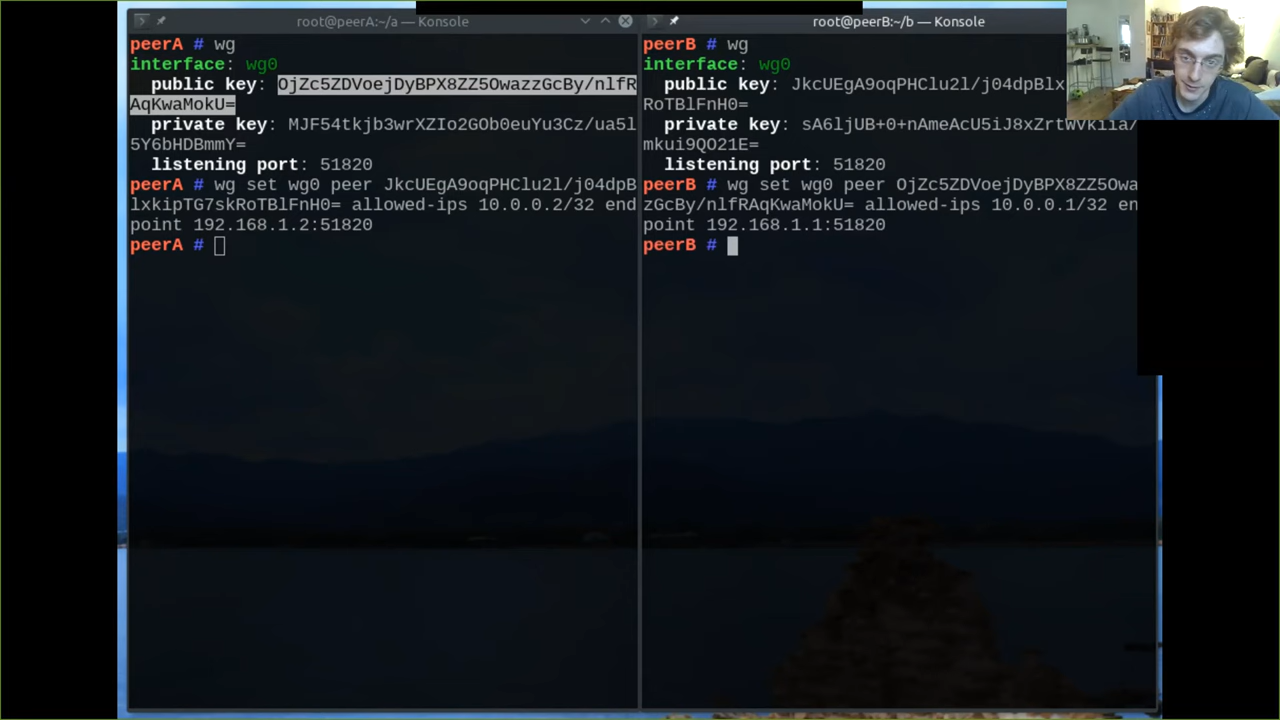 root@peerA:~/a — Konsole
peerA # wg
interface: wg0
public key: OjZc5ZDVoejDyBPX8ZZ5OwazzGcBy/nlfR
AqKwaMokU=
private key: MJF54tkjb3wrXZIo2GOb0euYu3Cz/ua5l
5Y6bHDBmmY=
listening port: 51820
peerA # wg set wg0 peer JkcUEgA9oqPHClu2l/j04dpB
lxkipTG7skRoTBlFnH0= allowed-ips 10.0.0.2/32 end
point 192.168.1.2:51820
peerA #
root@peerB:~/b — Konsole
peerB # wg
interface: wg0
public key: JkcUEgA9oqPHClu2l/j04dpBlx
RoTBlFnH0=
private key:
mkui9QO21E=
listening port: 51820
peerB # wg set wg0 peer OjZc5ZDVoejDyBPX8ZZ5Owa
zGcBy/nlfRAqKwaMokU= allowed-ips 10.0.0.1/32 en
point 192.168.1.1:51820
peerB #